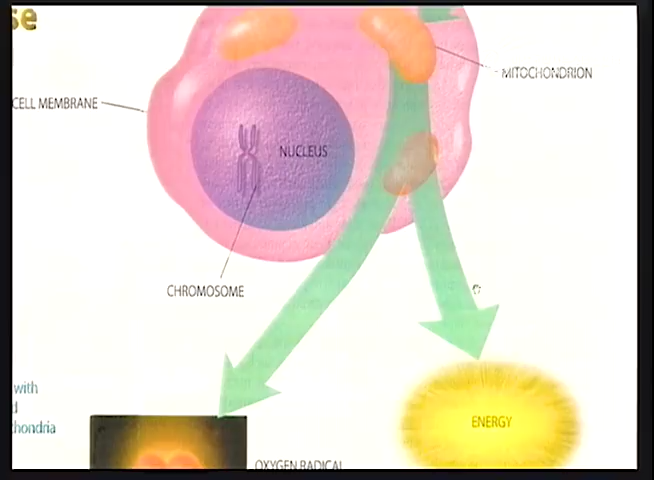 se
MITOCHONDRION
CELL MEMBRANE
NUCLEUS
CHROMOSOME
with
d
chondria
ENERGY
OXYGEN RADICAL